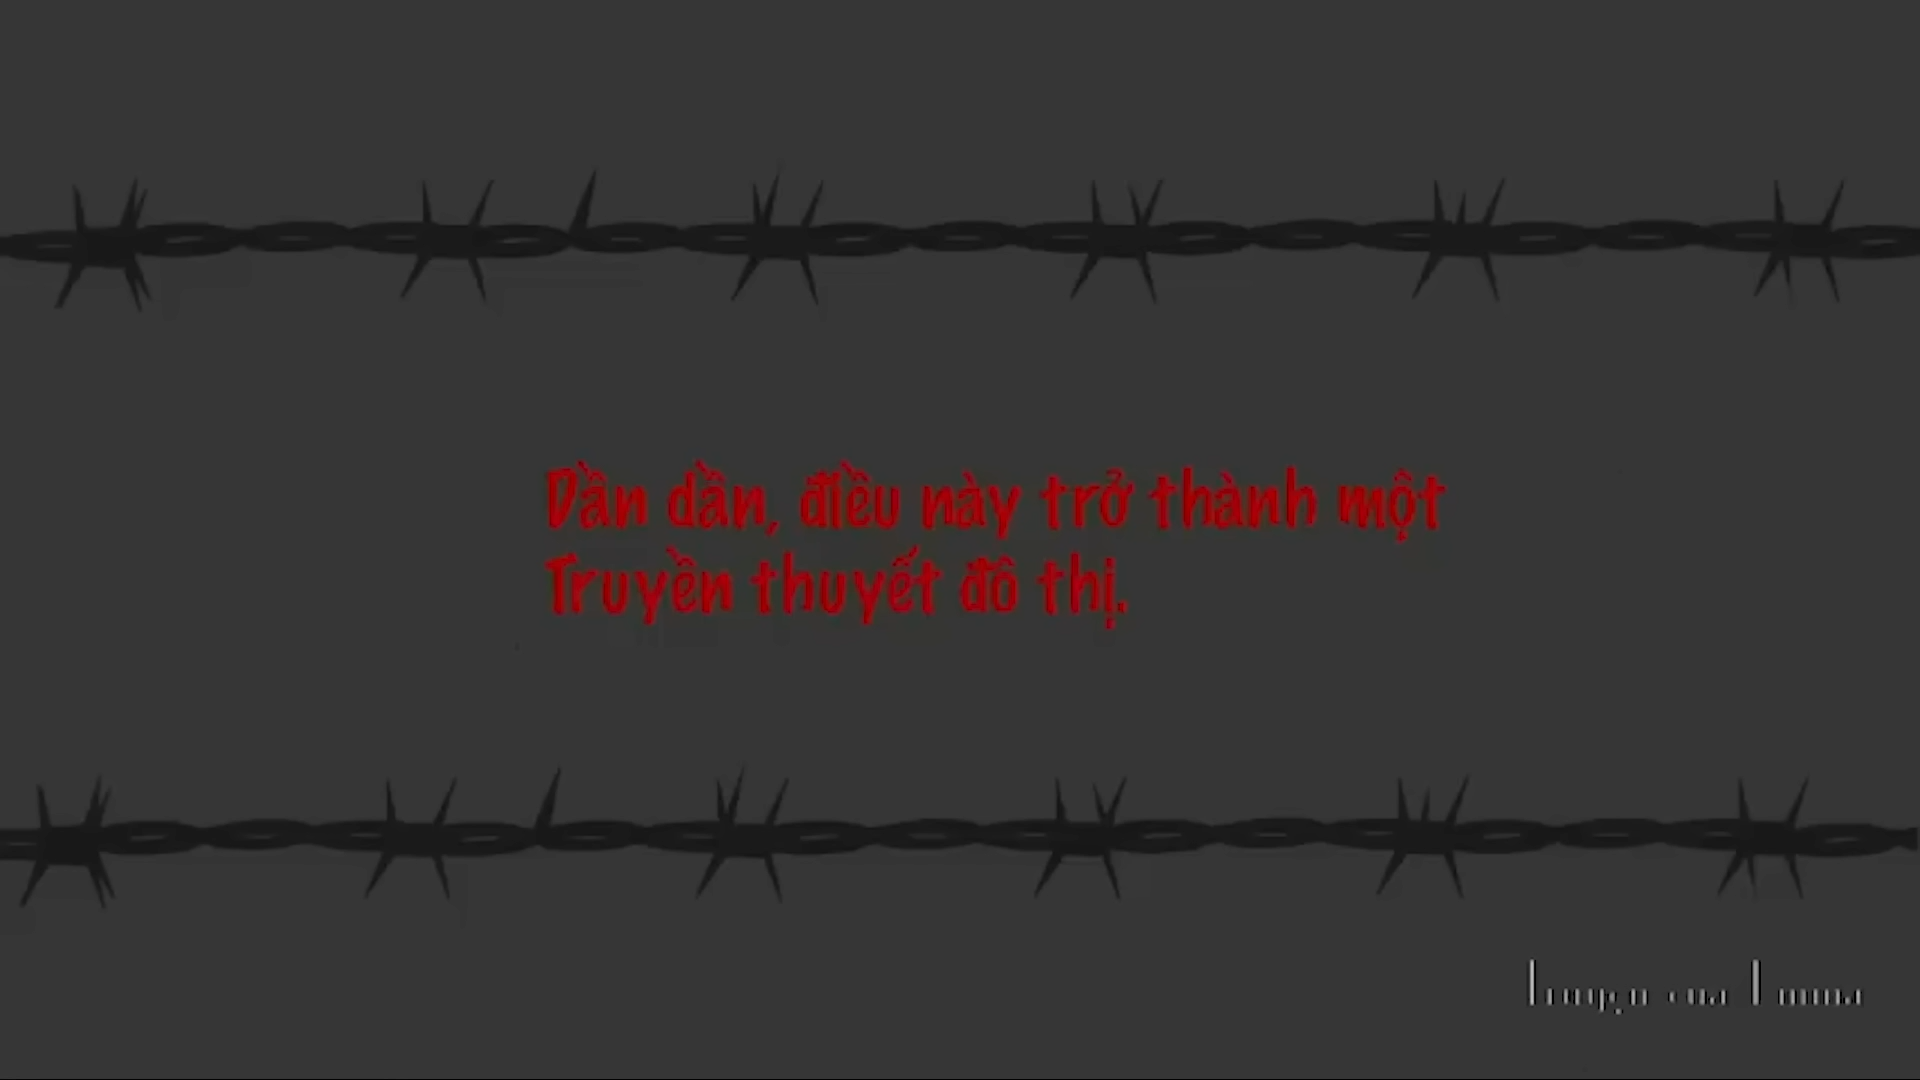 Dần dần, điều này trở thành một
Truyền thuyết đô thị.